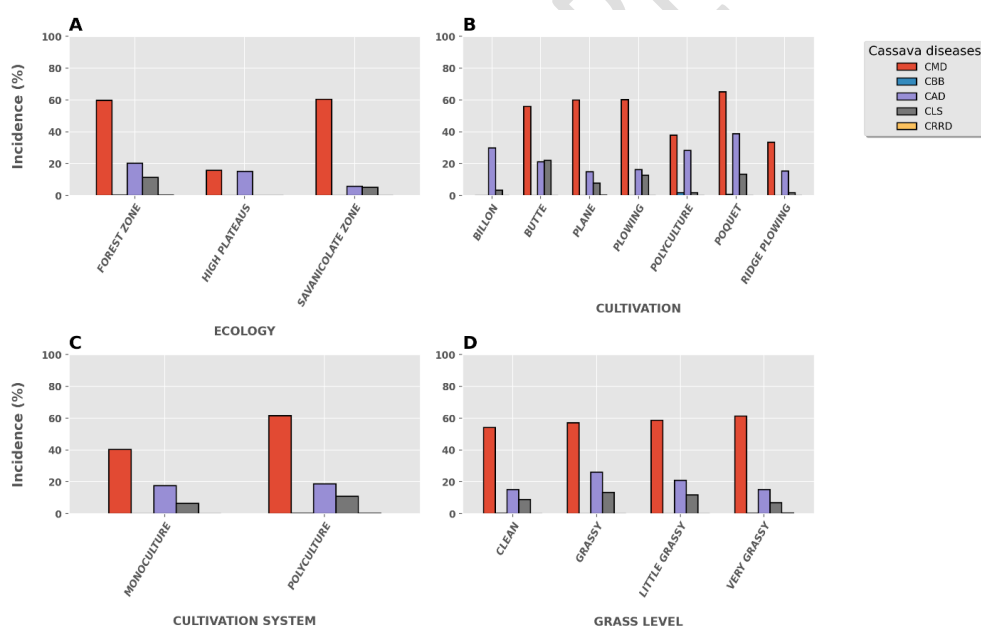 A
B
100
80
60
40
20
0
Incidence (%)
FOREST ZONE
HIGH PLATEAUS
SAVANICOLATE ZONE
ECOLOGY
100
80
60
40
20
0
BILLON
BUTTE
PLANE
PLOWING
POLYCULTURE
POQUET
RIDGE PLOWING
CULTIVATION
Cassava diseases
CMD
CBB
CAD
CLS
CRRD
C
D
100
80
60
40
20
0
Incidence (%)
MONOCULTURE
POLYCULTURE
CULTIVATION SYSTEM
100
80
60
40
20
0
CLEAN
GRASSY
LITTLE GRASSY
VERY GRASSY
GRASS LEVEL